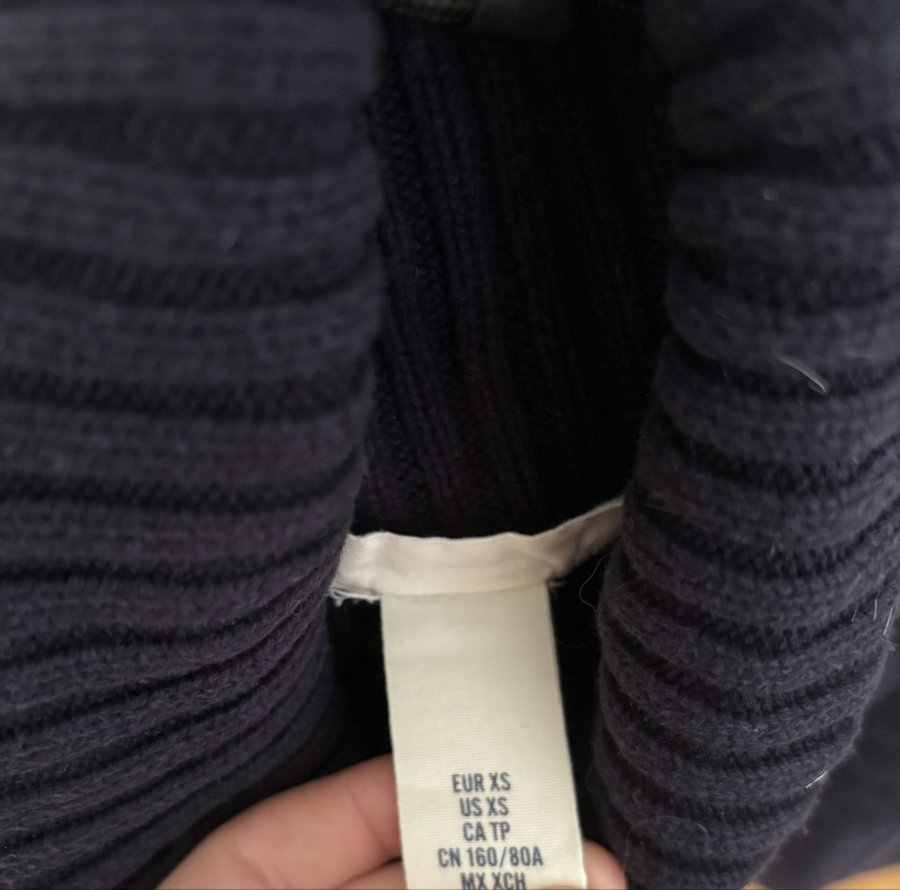 EUR XS
US XS
CA TP
CN 160/80A
MX XCH